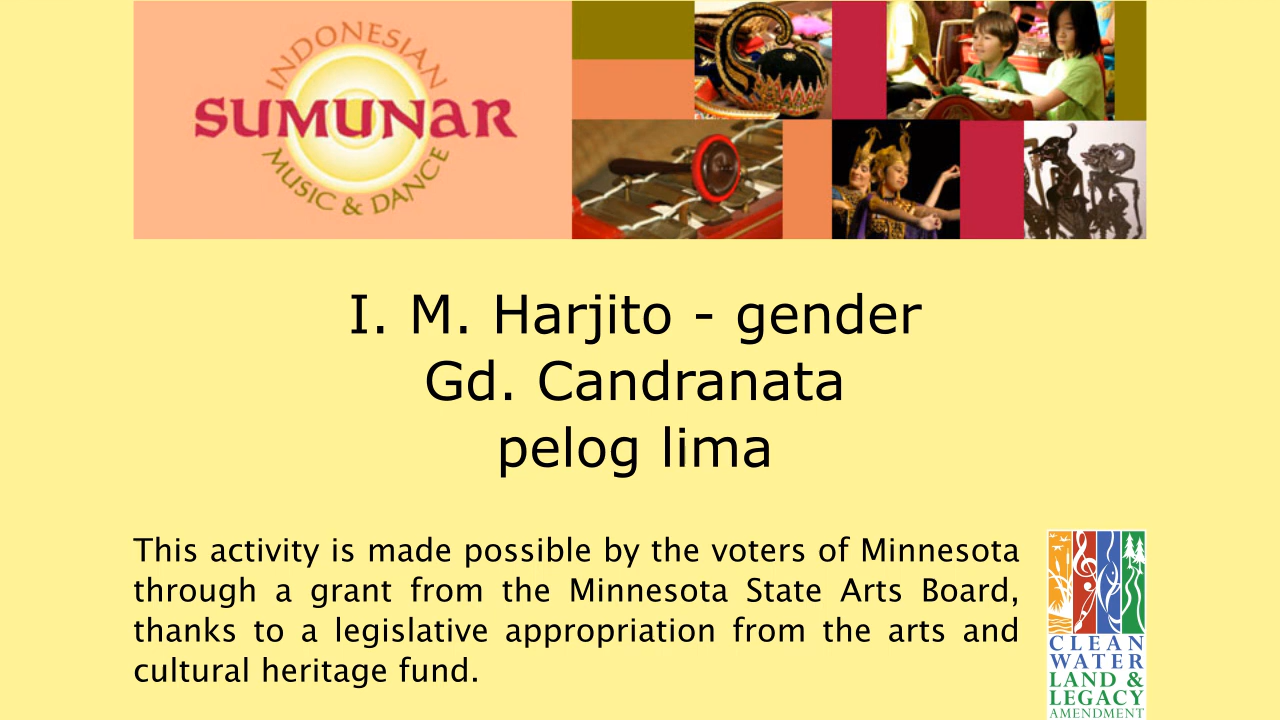 INDONESIAN
SUMUNAR
MUSIC & DANCE
I. M. Harjito - gender
Gd. Candranata
pelog lima
This activity is made possible by the voters of Minnesota
through a grant from the Minnesota State Arts Board,
thanks to a legislative appropriation from the arts and
cultural heritage fund.
CLEAN
WATER
LAND &
LEGACY
AMENDMENT